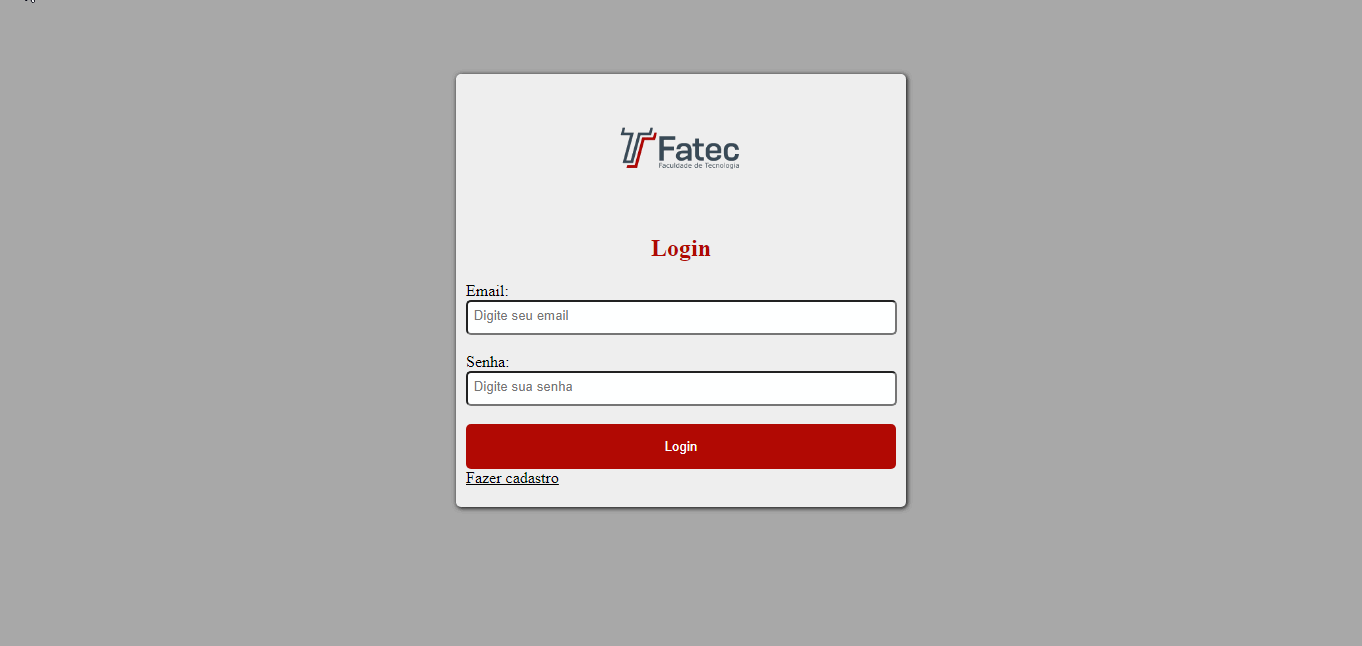 Fatec
Faculdade de Tecnologia
Login
Email:
Digite seu email
Senha:
Digite sua senha
Login
Fazer cadastro